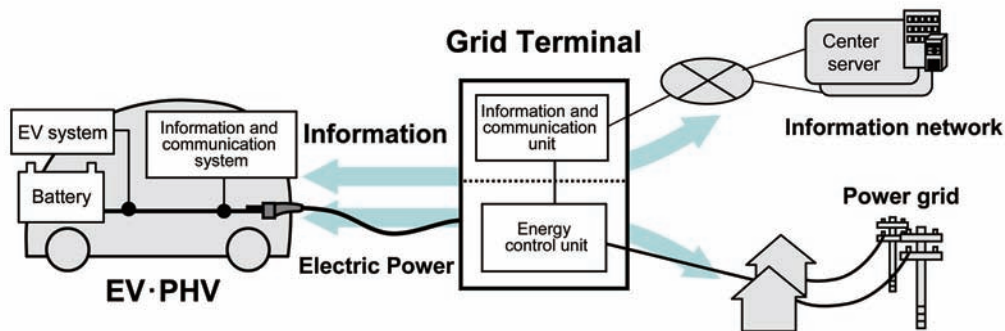 Grid Terminal
Center
server
Information network
EV system
Information and
communication
system
Battery
EV·PHV
Information
Electric Power
Information and
communication
unit
Energy
control unit
Power grid